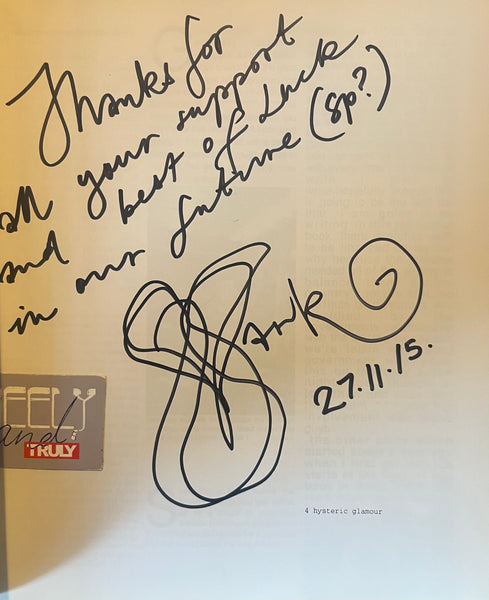 Thanks for
all your support
and best of Luck
in our future (sp?)
27.11.15.
EELY
and
TRULY
4 hysteric glamour